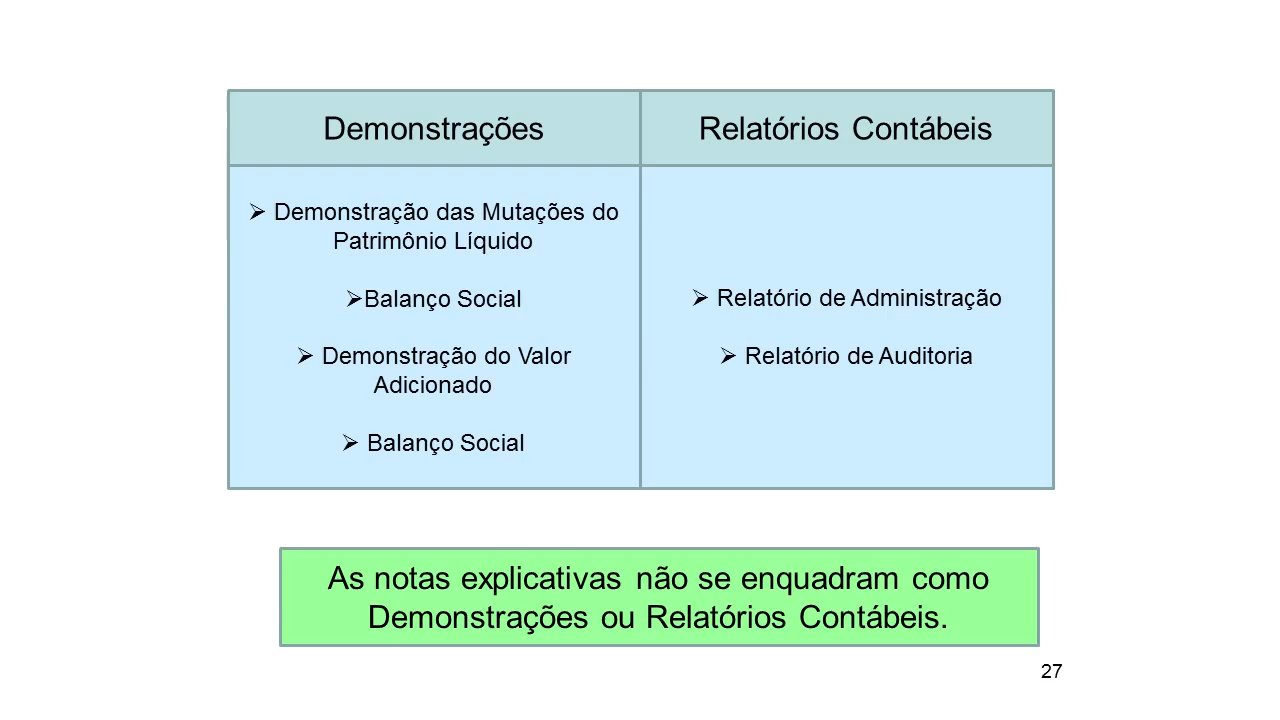 Demonstrações
Relatórios Contábeis
➢ Demonstração das Mutações do
Patrimônio Líquido
➢Balanço Social
➢ Demonstração do Valor
Adicionado
➢ Balanço Social
➢ Relatório de Administração
➢ Relatório de Auditoria
As notas explicativas não se enquadram como
Demonstrações ou Relatórios Contábeis.
27